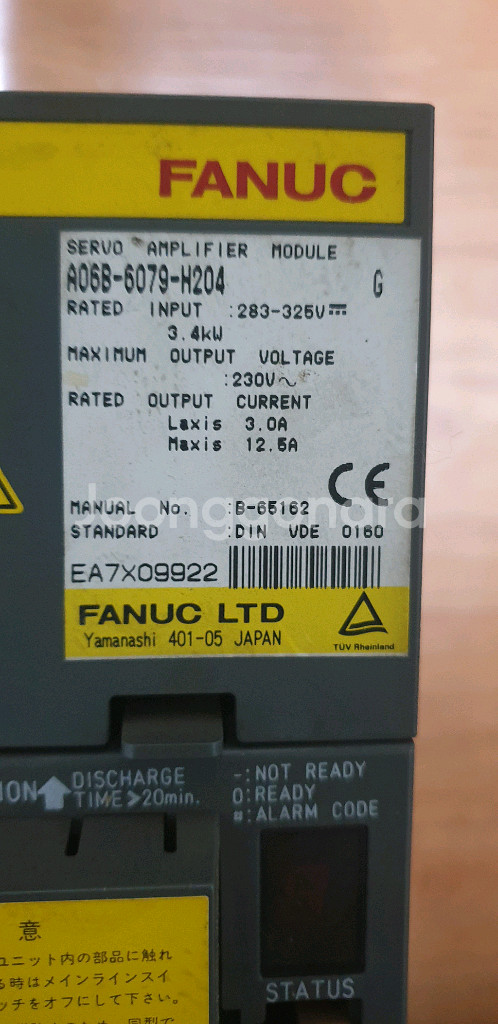 FANUC
SERVO AMPLIFIER MODULE
A06B-6079-H204 G
RATED INPUT :283-325V⎓
3.4kW
MAXIMUM OUTPUT VOLTAGE
:230V~
RATED OUTPUT CURRENT
Laxis 3.0A
Maxis 12.5A
CE
MANUAL No. :B-65162
STANDARD :DIN VDE 0160
EA7X09922
FANUC LTD
Yamanashi 401-05 JAPAN
TÜV Rheinland
ION DISCHARGE
TIME>20min.
-:NOT READY
0:READY
#:ALARM CODE
STATUS
意
ユニット内の部品に触れ
る時はメインラインスイ
ッチをオフにして下さい。